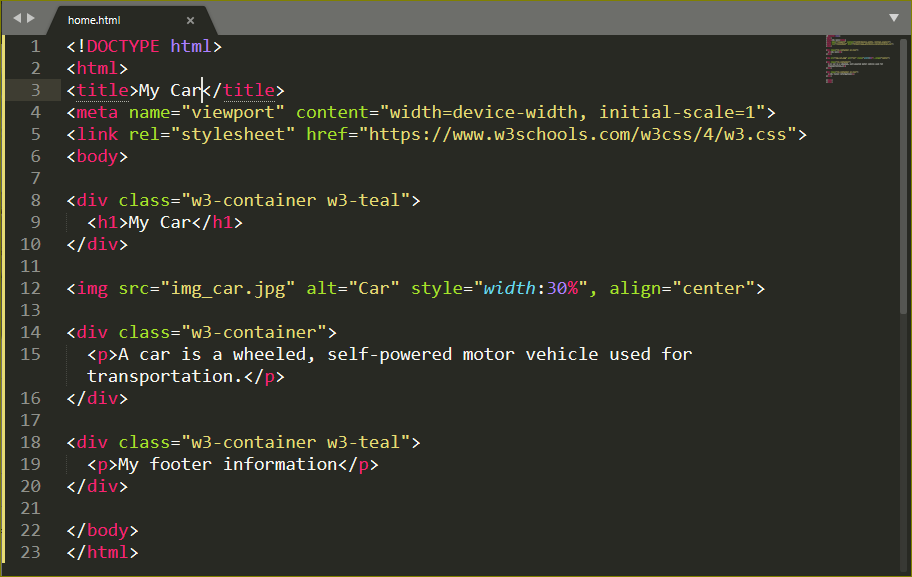 home.html ×
1 <!DOCTYPE html>
2 <html>
3 <title>My Car</title>
4 <meta name="viewport" content="width=device-width, initial-scale=1">
5 <link rel="stylesheet" href="https://www.w3schools.com/w3css/4/w3.css">
6 <body>
7
8 <div class="w3-container w3-teal">
9 <h1>My Car</h1>
10 </div>
11
12 <img src="img_car.jpg" alt="Car" style="width:30%", align="center">
13
14 <div class="w3-container">
15 <p>A car is a wheeled, self-powered motor vehicle used for
transportation.</p>
16 </div>
17
18 <div class="w3-container w3-teal">
19 <p>My footer information</p>
20 </div>
21
22 </body>
23 </html>